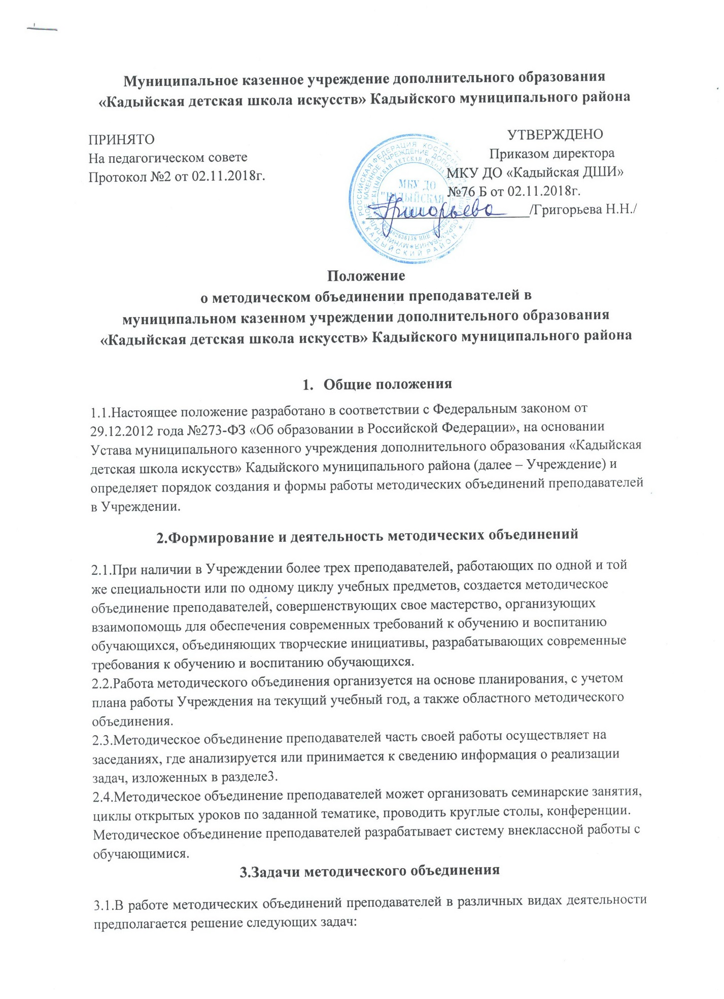 Муниципальное казенное учреждение дополнительного образования
«Кадыйская детская школа искусств» Кадыйского муниципального района
ПРИНЯТО
На педагогическом совете
Протокол №2 от 02.11.2018г.
УТВЕРЖДЕНО
Приказом директора
МКУ ДО «Кадыйская ДШИ»
№76 Б от 02.11.2018г.
Григорьева /Григорьева Н.Н./
РОССИЙСКАЯ ФЕДЕРАЦИЯ
КАДЫЙСКИЙ РАЙОН
МКУ ДО
"КАДЫЙСКАЯ
Положение
о методическом объединении преподавателей в
муниципальном казенном учреждении дополнительного образования
«Кадыйская детская школа искусств» Кадыйского муниципального района
1. Общие положения
1.1.Настоящее положение разработано в соответствии с Федеральным законом от
29.12.2012 года №273-ФЗ «Об образовании в Российской Федерации», на основании
Устава муниципального казенного учреждения дополнительного образования «Кадыйская
детская школа искусств» Кадыйского муниципального района (далее – Учреждение) и
определяет порядок создания и формы работы методических объединений преподавателей
в Учреждении.
2.Формирование и деятельность методических объединений
2.1.При наличии в Учреждении более трех преподавателей, работающих по одной и той
же специальности или по одному циклу учебных предметов, создается методическое
объединение преподавателей, совершенствующих свое мастерство, организующих
взаимопомощь для обеспечения современных требований к обучению и воспитанию
обучающихся, объединяющих творческие инициативы, разрабатывающих современные
требования к обучению и воспитанию обучающихся.
2.2.Работа методического объединения организуется на основе планирования, с учетом
плана работы Учреждения на текущий учебный год, а также областного методического
объединения.
2.3.Методическое объединение преподавателей часть своей работы осуществляет на
заседаниях, где анализируется или принимается к сведению информация о реализации
задач, изложенных в разделе3.
2.4.Методическое объединение преподавателей может организовать семинарские занятия,
циклы открытых уроков по заданной тематике, проводить круглые столы, конференции.
Методическое объединение преподавателей разрабатывает систему внеклассной работы с
обучающимися.
3.Задачи методического объединения
3.1.В работе методических объединений преподавателей в различных видах деятельности
предполагается решение следующих задач: